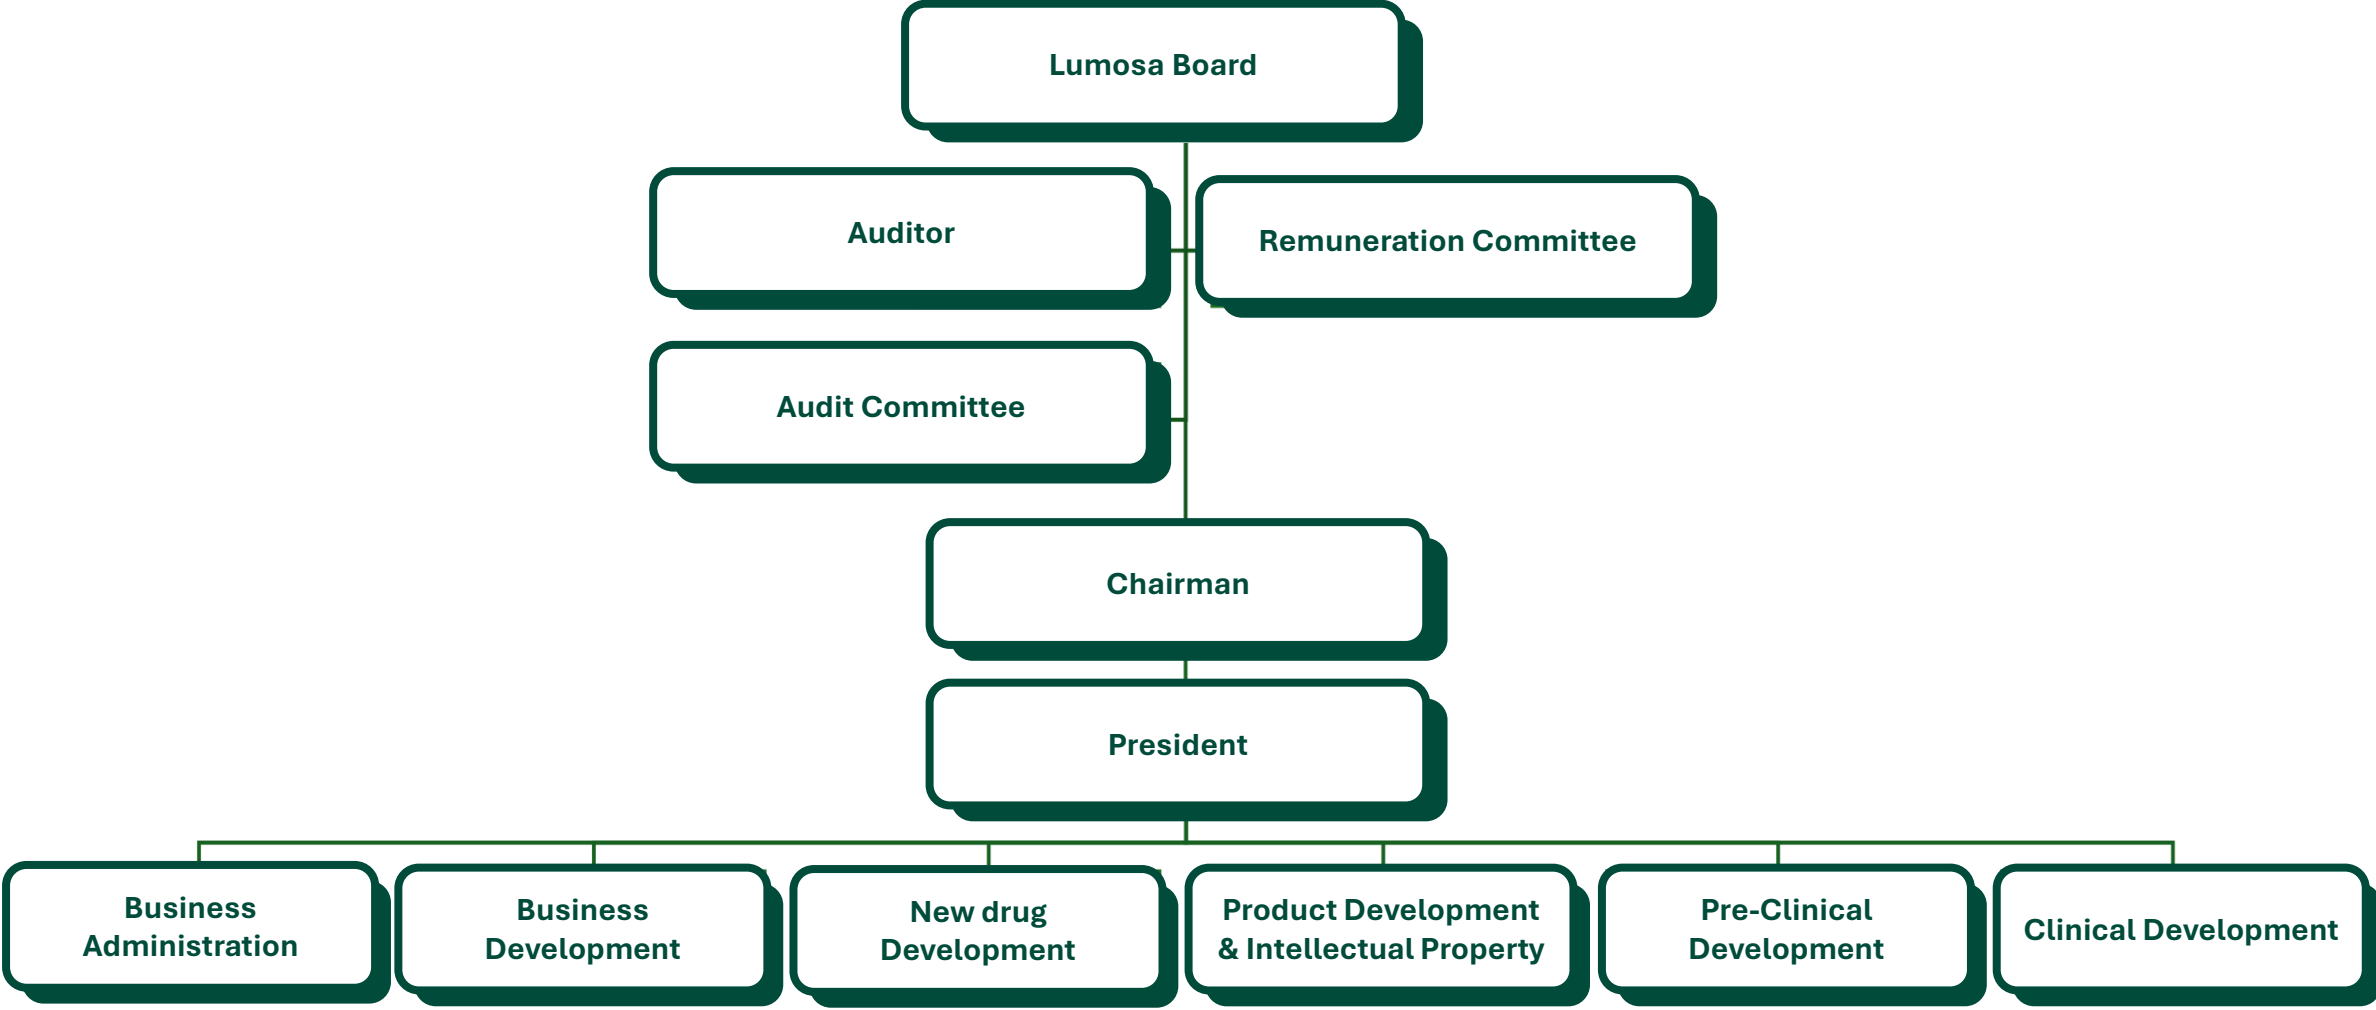 Lumosa Board
Auditor
Remuneration Committee
Audit Committee
Chairman
President
Business
Administration
Business
Development
New drug
Development
Product Development
& Intellectual Property
Pre-Clinical
Development
Clinical Development